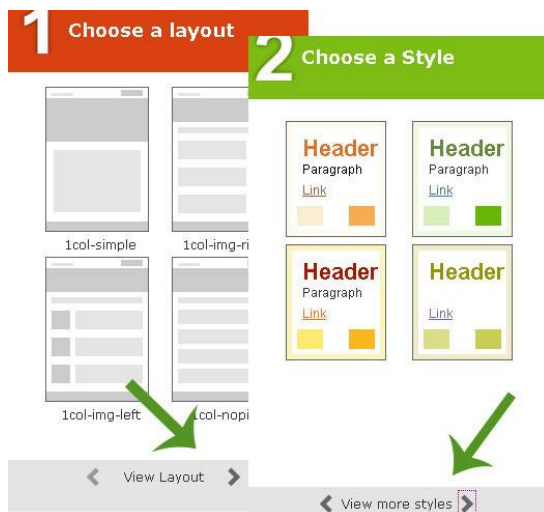 1 Choose a layout
1col-simple
1col-img-ri
1col-img-left
1col-nopi
View Layout
2 Choose a Style
Header
Paragraph
Link
Header
Paragraph
Link
Header
Paragraph
Link
Header
Link
View more styles